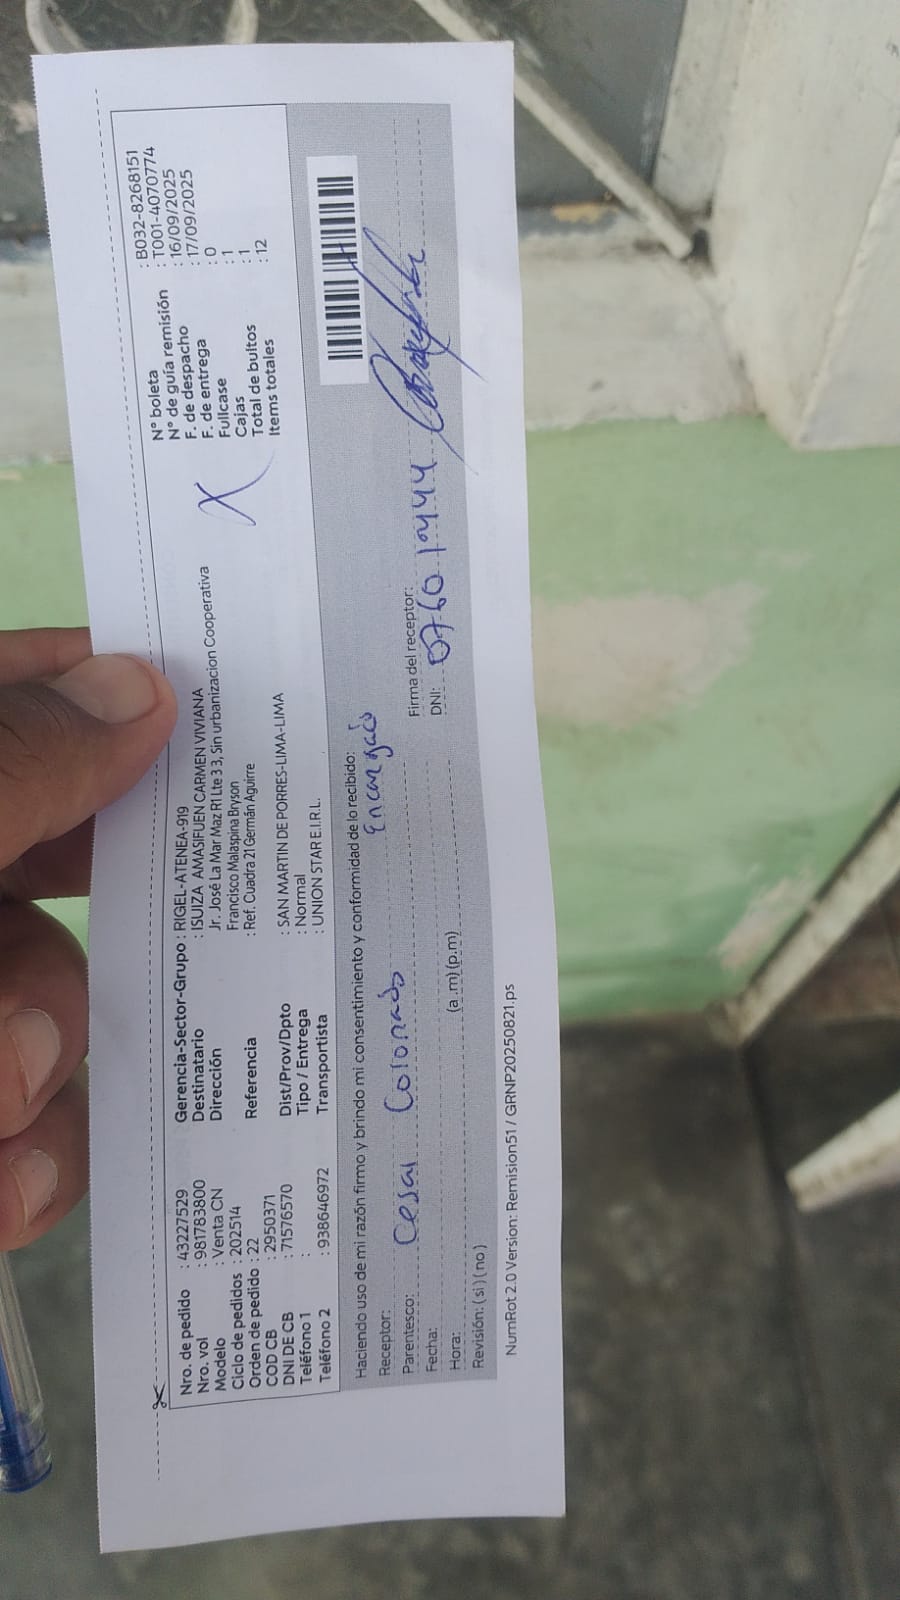 Nro. de pedido : 43227529
Nro. vol : 981783800
Modelo : Venta CN
Ciclo de pedidos : 202514
Orden de pedido : 22
COD CB : 2950371
DNI DE CB : 71576570
Teléfono 1 :
Teléfono 2 : 938646972
Gerencia-Sector-Grupo : RIGEL-ATENEA-919
Destinatario : ISUIZA AMASIFUEN CARMEN VIVIANA
Dirección Jr. José La Mar Maz R1 Lte 3 3, Sin urbanizacion Cooperativa
Francisco Malaspina Bryson
Referencia : Ref. Cuadra 21 Germán Aguirre
Dist/Prov/Dpto : SAN MARTIN DE PORRES-LIMA-LIMA
Tipo / Entrega : Normal
Transportista : UNION STAR E.I.R.L.
X
N° boleta : B032-8268151
N° de guía remisión : T001-4070774
F. de despacho : 16/09/2025
F. de entrega : 17/09/2025
Fullcase : 0
Cajas : 1
Total de bultos : 1
Items totales : 12
Haciendo uso de mi razón firmo y brindo mi consentimiento y conformidad de lo recibido:
Receptor: Cesar Coronado
Parentesco: Encargado
Fecha:
Hora: (a .m) (p.m)
Revisión: ( si ) ( no )
Firma del receptor:
DNI:
NumRot 2.0 Version: Remision51 / GRNP20250821.ps